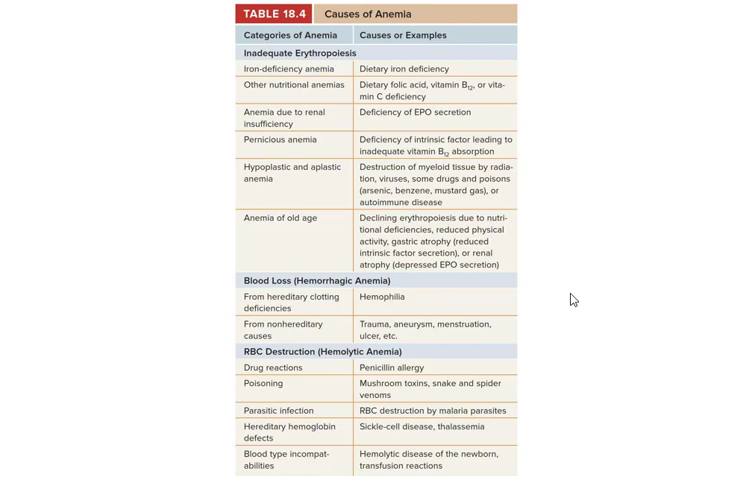 TABLE 18.4 Causes of Anemia
Categories of Anemia Causes or Examples
Inadequate Erythropoiesis
Iron-deficiency anemia Dietary iron deficiency
Other nutritional anemias Dietary folic acid, vitamin B12, or vita-
min C deficiency
Anemia due to renal Deficiency of EPO secretion
insufficiency
Pernicious anemia Deficiency of intrinsic factor leading to
inadequate vitamin B12 absorption
Hypoplastic and aplastic Destruction of myeloid tissue by radia-
anemia tion, viruses, some drugs and poisons
(arsenic, benzene, mustard gas), or
autoimmune disease
Anemia of old age Declining erythropoiesis due to nutri-
tional deficiencies, reduced physical
activity, gastric atrophy (reduced
intrinsic factor secretion), or renal
atrophy (depressed EPO secretion)
Blood Loss (Hemorrhagic Anemia)
From hereditary clotting Hemophilia
deficiencies
From nonhereditary Trauma, aneurysm, menstruation,
causes ulcer, etc.
RBC Destruction (Hemolytic Anemia)
Drug reactions Penicillin allergy
Poisoning Mushroom toxins, snake and spider
venoms
Parasitic infection RBC destruction by malaria parasites
Hereditary hemoglobin Sickle-cell disease, thalassemia
defects
Blood type incompat- Hemolytic disease of the newborn,
abilities transfusion reactions